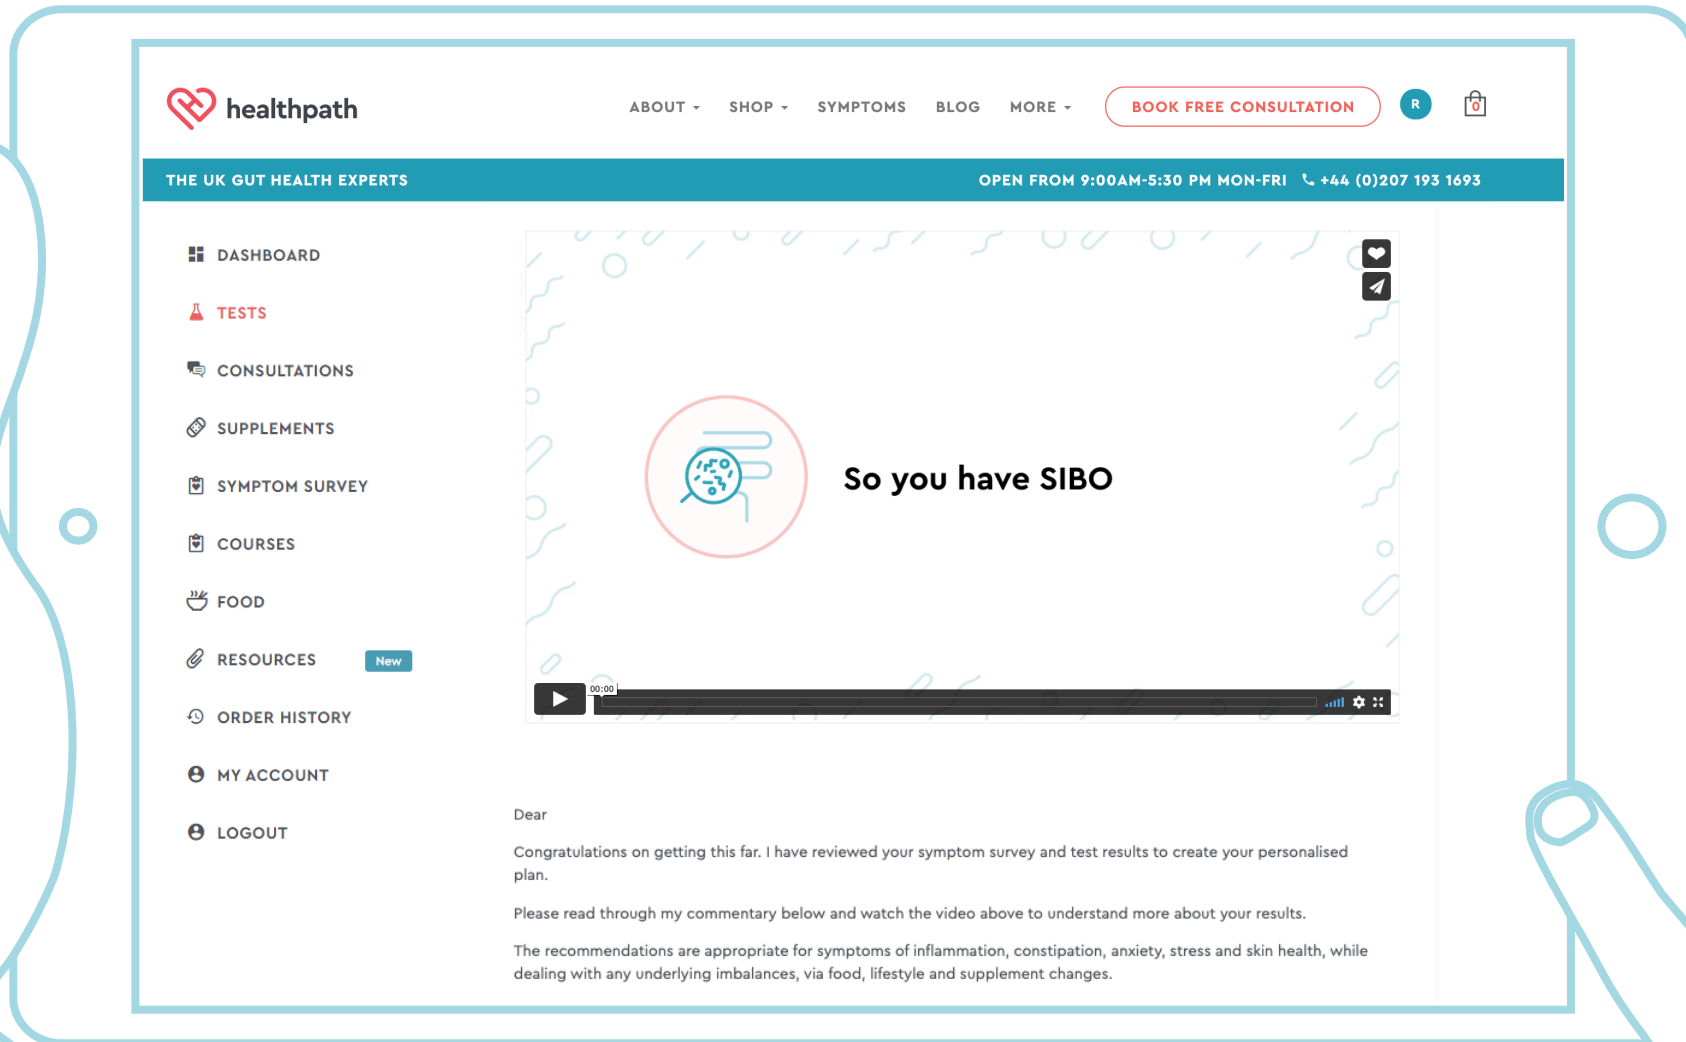 healthpath
ABOUT SHOP SYMPTOMS BLOG MORE BOOK FREE CONSULTATION R 0
THE UK GUT HEALTH EXPERTS OPEN FROM 9:00AM-5:30 PM MON-FRI +44 (0)207 193 1693
DASHBOARD
TESTS
CONSULTATIONS
SUPPLEMENTS
SYMPTOM SURVEY
COURSES
FOOD
RESOURCES New
ORDER HISTORY
MY ACCOUNT
LOGOUT
So you have SIBO
00:00
Dear
Congratulations on getting this far. I have reviewed your symptom survey and test results to create your personalised
plan.
Please read through my commentary below and watch the video above to understand more about your results.
The recommendations are appropriate for symptoms of inflammation, constipation, anxiety, stress and skin health, while
dealing with any underlying imbalances, via food, lifestyle and supplement changes.